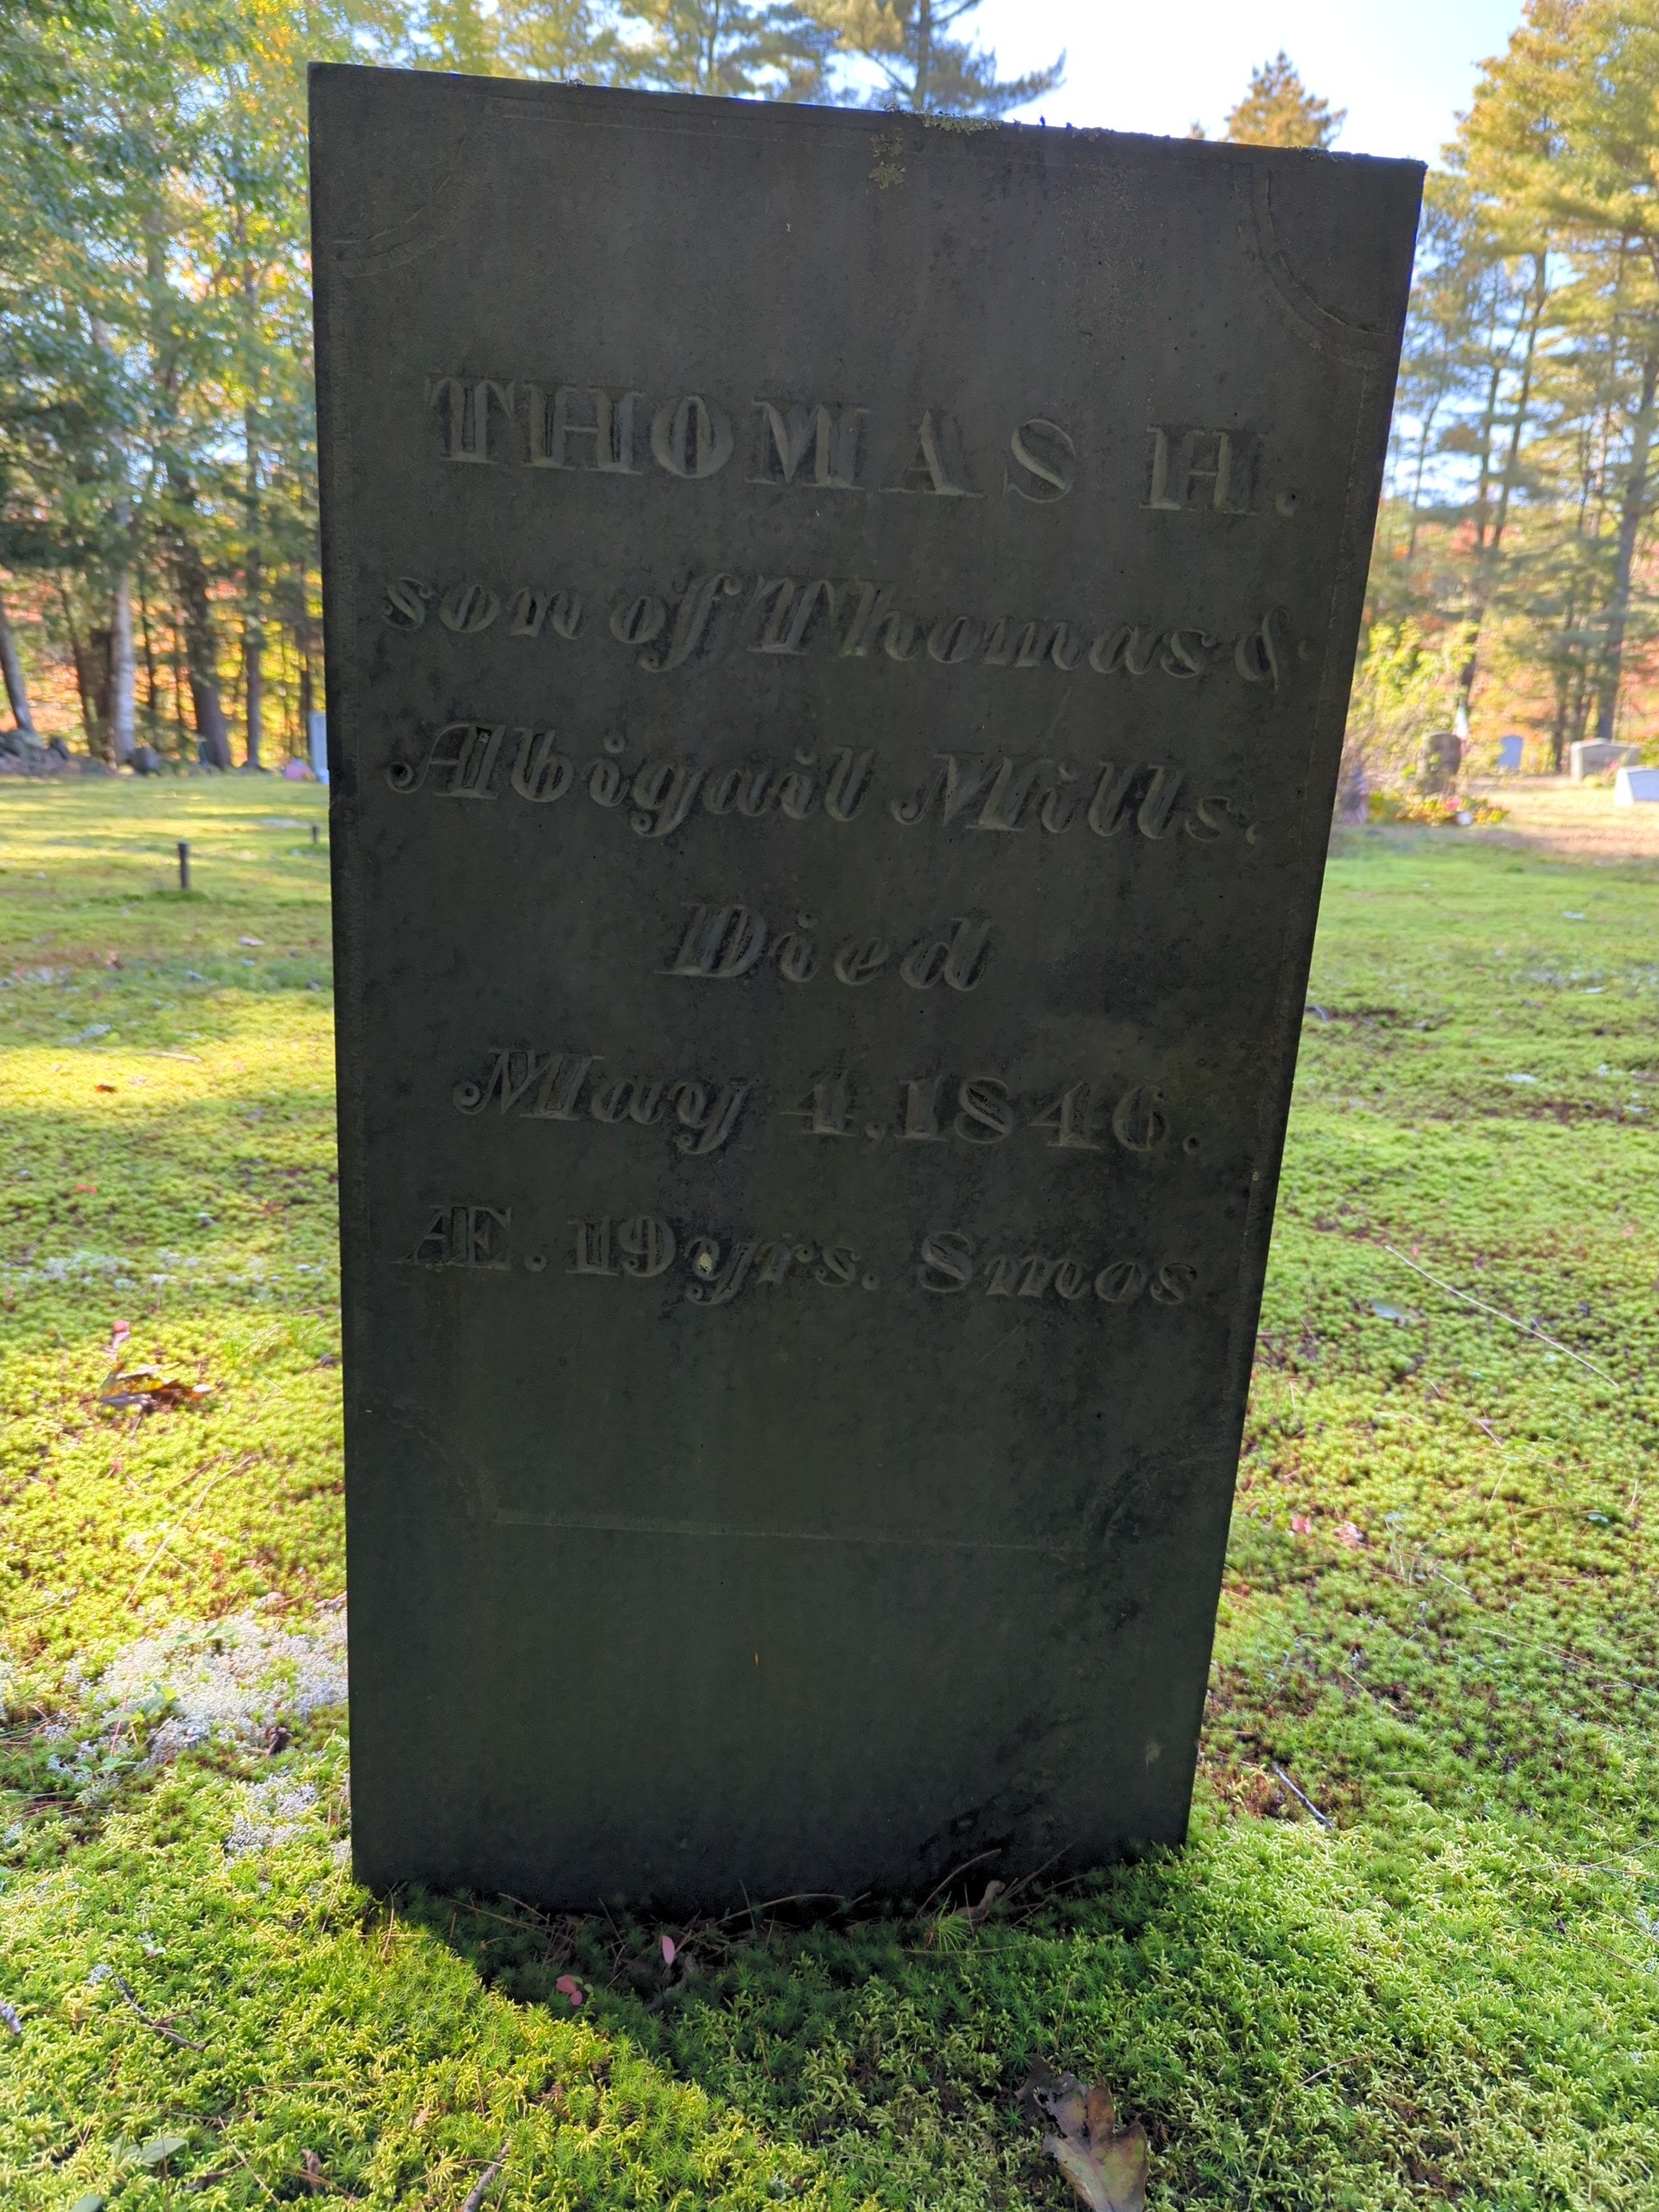 THOMAS H.
son of Thomas &
Abigail Mills.
Died
May 4, 1846.
Æ. 19 yrs. 8 mos